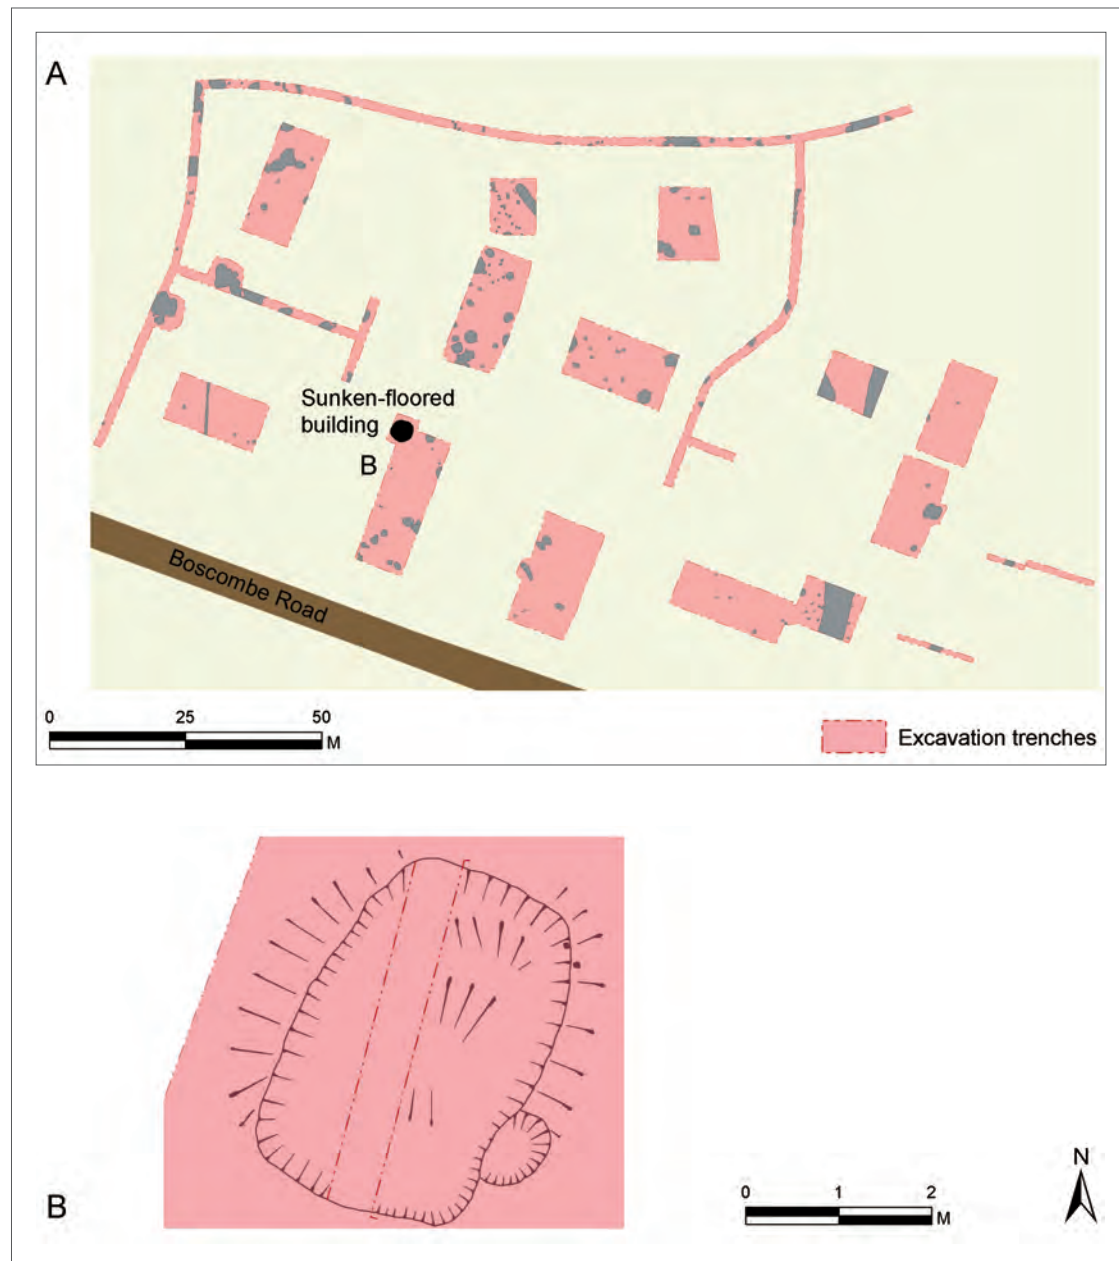 A
Sunken-floored
building
B
Boscombe Road
0 25 50
M
Excavation trenches
B
0 1 2
M
N